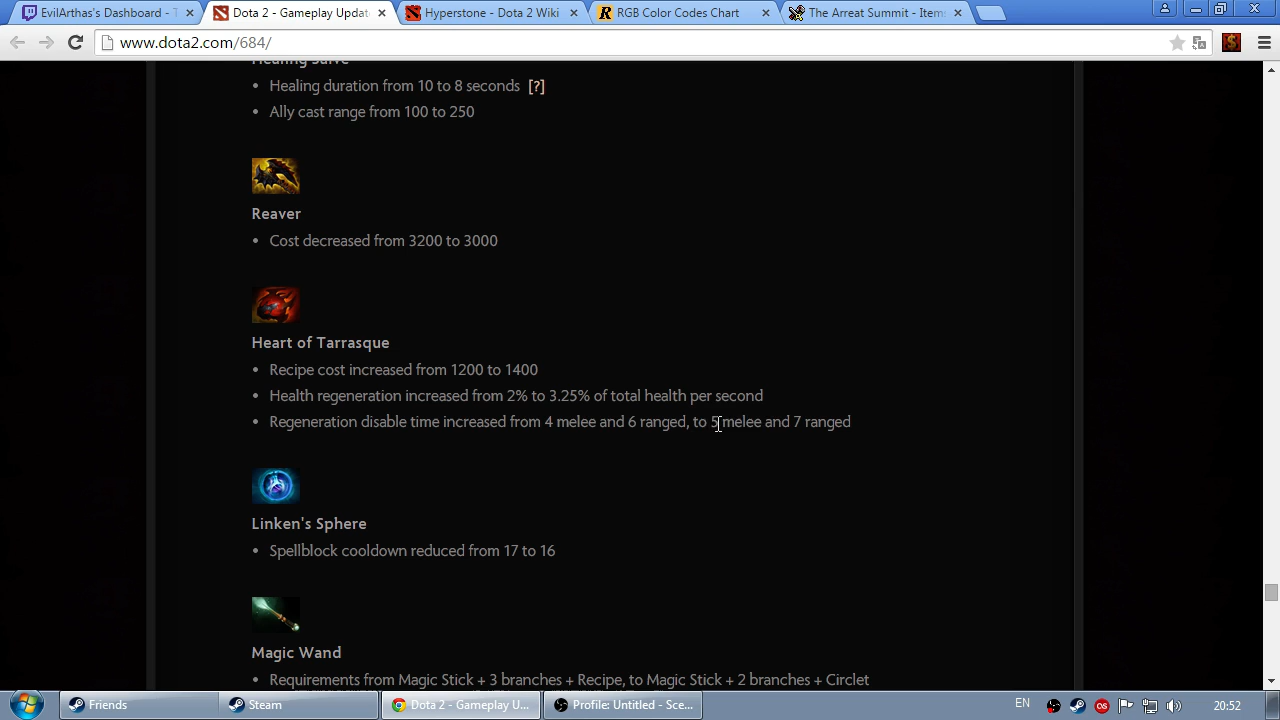 EvilArthas's Dashboard - T
Dota 2 - Gameplay Updat
Hyperstone - Dota 2 Wiki
RGB Color Codes Chart
The Arreat Summit - Items
www.dota2.com/684/
Healing Salve
• Healing duration from 10 to 8 seconds [?]
• Ally cast range from 100 to 250
Reaver
• Cost decreased from 3200 to 3000
Heart of Tarrasque
• Recipe cost increased from 1200 to 1400
• Health regeneration increased from 2% to 3.25% of total health per second
• Regeneration disable time increased from 4 melee and 6 ranged, to 5 melee and 7 ranged
Linken's Sphere
• Spellblock cooldown reduced from 17 to 16
Magic Wand
• Requirements from Magic Stick + 3 branches + Recipe, to Magic Stick + 2 branches + Circlet
Friends
Steam
Dota 2 - Gameplay U...
Profile: Untitled - Sce...
EN
20:52